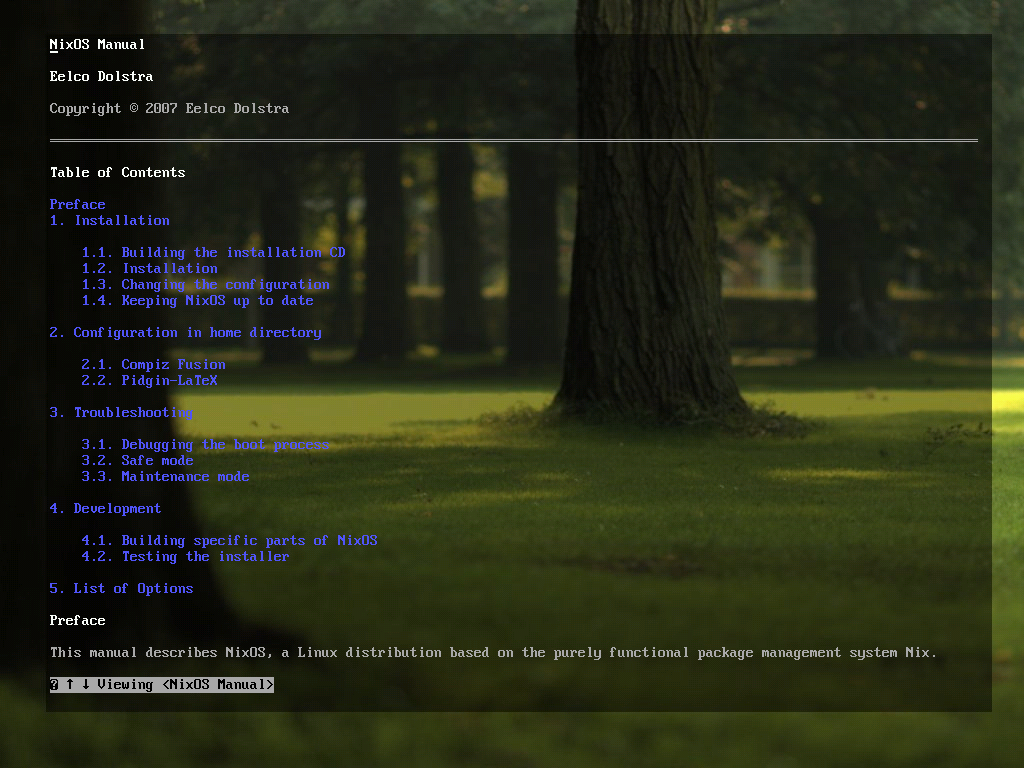 NixOS Manual
Eelco Dolstra
Copyright © 2007 Eelco Dolstra
Table of Contents
Preface
1. Installation
1.1. Building the installation CD
1.2. Installation
1.3. Changing the configuration
1.4. Keeping NixOS up to date
2. Configuration in home directory
2.1. Compiz Fusion
2.2. Pidgin-LaTeX
3. Troubleshooting
3.1. Debugging the boot process
3.2. Safe mode
3.3. Maintenance mode
4. Development
4.1. Building specific parts of NixOS
4.2. Testing the installer
5. List of Options
Preface
This manual describes NixOS, a Linux distribution based on the purely functional package management system Nix.
? ↑ ↓ Viewing <NixOS Manual>